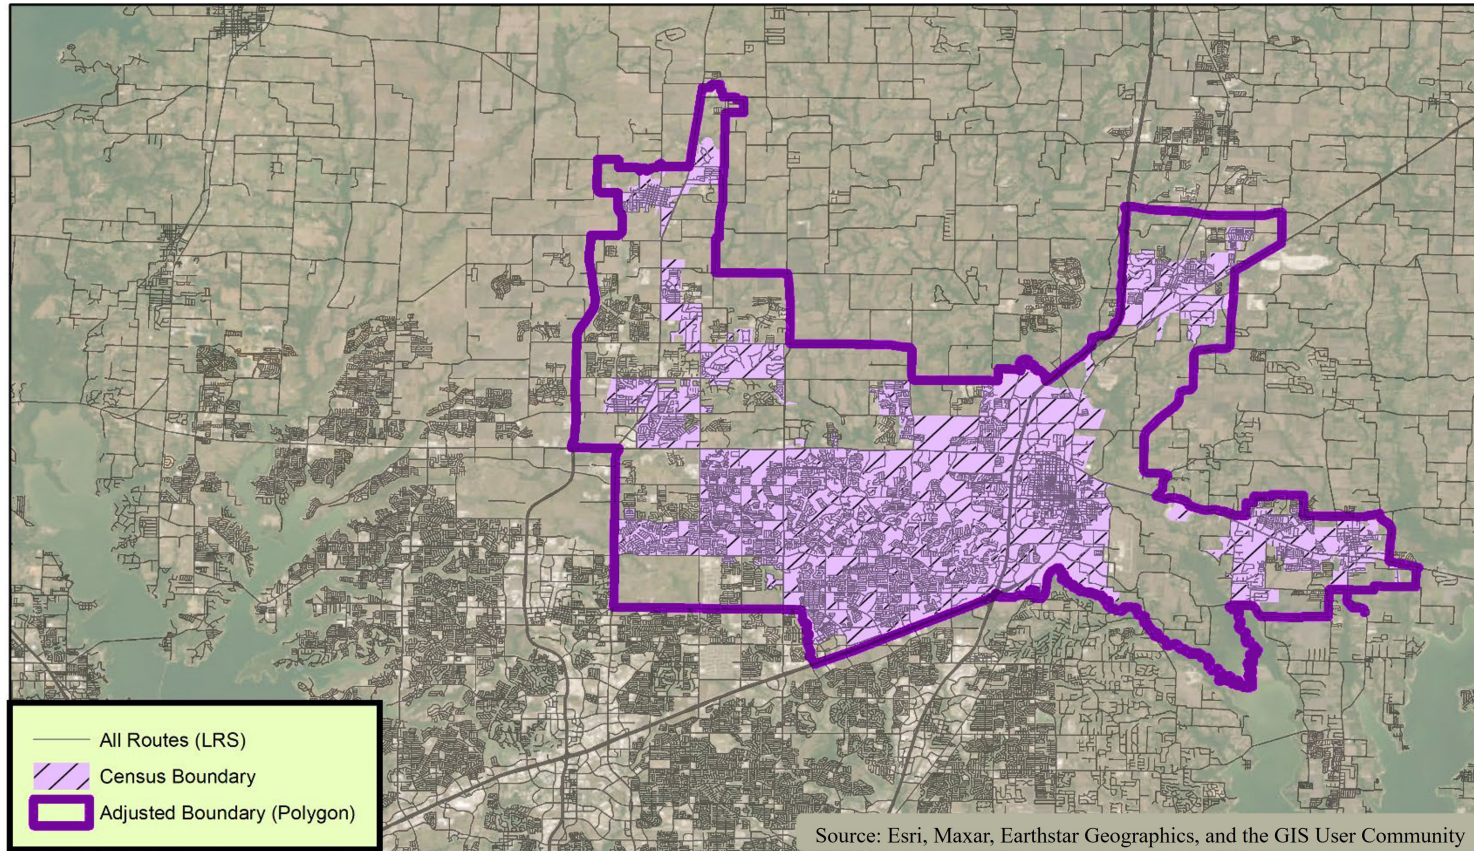 All Routes (LRS)
Census Boundary
Adjusted Boundary (Polygon)
Source: Esri, Maxar, Earthstar Geographics, and the GIS User Community